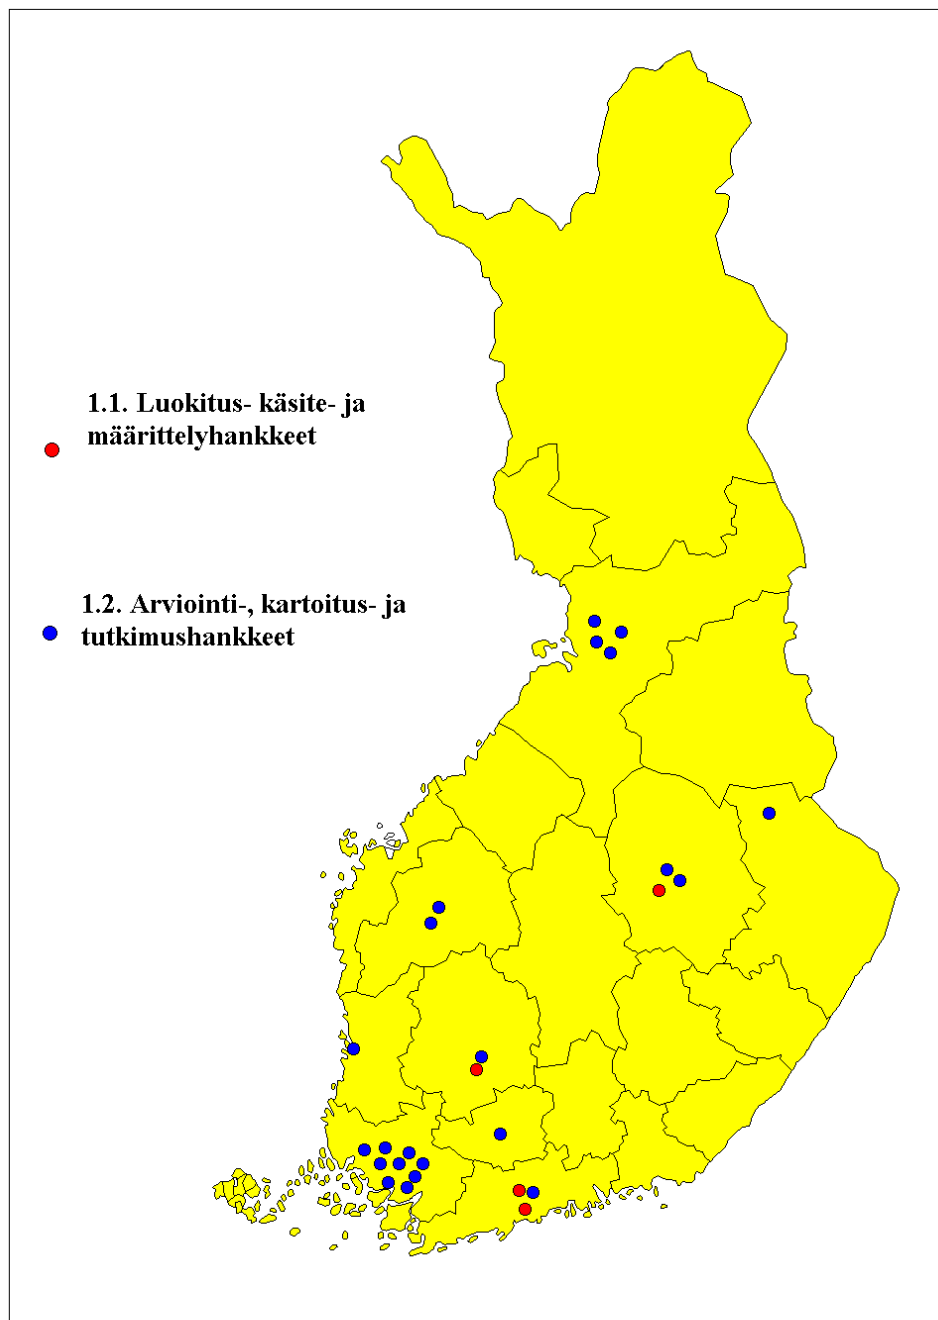 1.1. Luokitus- käsite- ja
määrittelyhankkeet
1.2. Arviointi-, kartoitus- ja
tutkimushankkeet